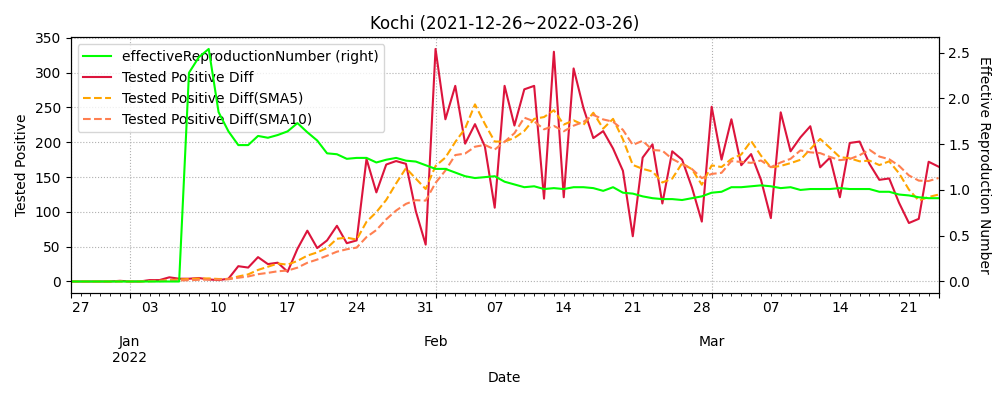 Kochi (2021-12-26~2022-03-26)
effectiveReproductionNumber (right)
Tested Positive Diff
Tested Positive Diff(SMA5)
Tested Positive Diff(SMA10)
Tested Positive
350
300
250
200
150
100
50
0
Effective Reproduction Number
2.5
2.0
1.5
1.0
0.5
0.0
27 03 10 17 24 31 07 14 21 28 07 14 21
Jan Feb Mar
2022
Date